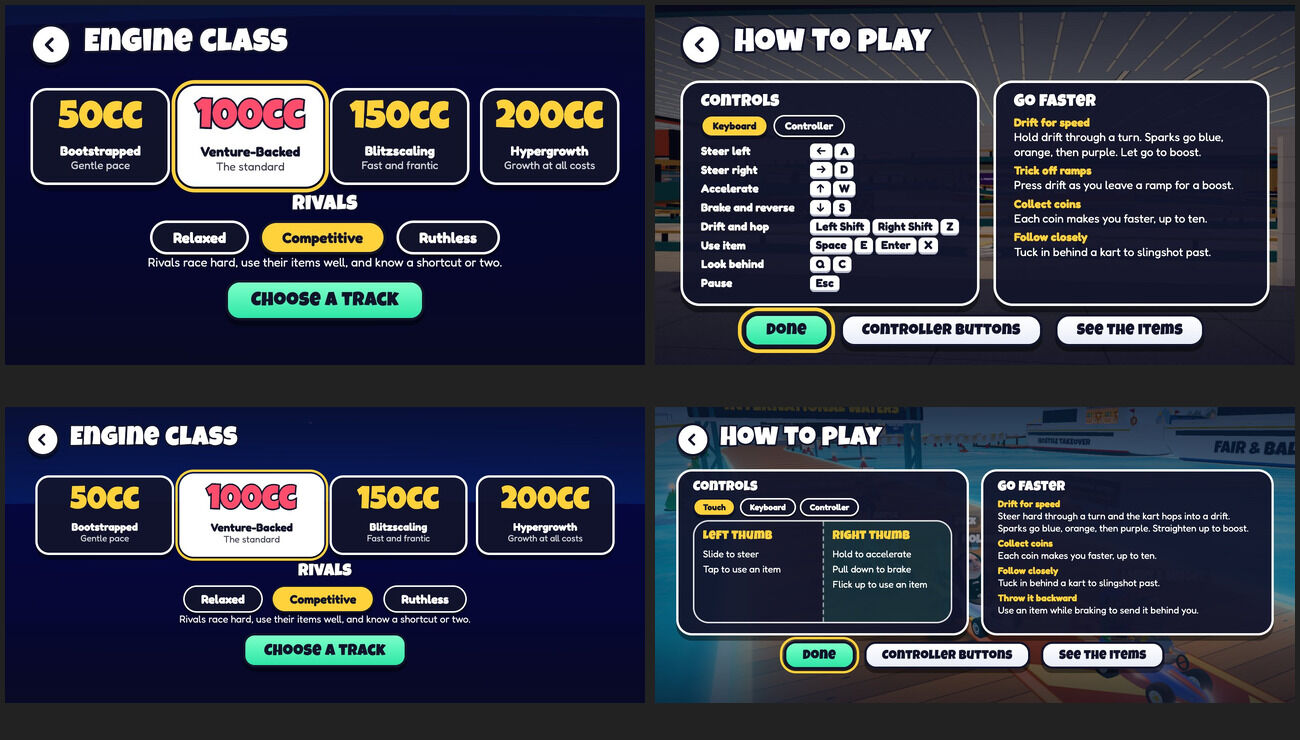 Engine Class
50CC
Bootstrapped
Gentle pace
100CC
Venture-Backed
The standard
150CC
Blitzscaling
Fast and frantic
200CC
Hypergrowth
Growth at all costs
Rivals
Relaxed
Competitive
Ruthless
Rivals race hard, use their items well, and know a shortcut or two.
Choose a track
How to play
Controls
Keyboard
Controller
Steer left ← A
Steer right → D
Accelerate ↑ W
Brake and reverse ↓ S
Drift and hop Left Shift Right Shift Z
Use item Space E Enter X
Look behind Q C
Pause Esc
Go faster
Drift for speed
Hold drift through a turn. Sparks go blue,
orange, then purple. Let go to boost.
Trick off ramps
Press drift as you leave a ramp for a boost.
Collect coins
Each coin makes you faster, up to ten.
Follow closely
Tuck in behind a kart to slingshot past.
Done
Controller buttons
See the items
Engine Class
50CC
Bootstrapped
Gentle pace
100CC
Venture-Backed
The standard
150CC
Blitzscaling
Fast and frantic
200CC
Hypergrowth
Growth at all costs
Rivals
Relaxed
Competitive
Ruthless
Rivals race hard, use their items well, and know a shortcut or two.
Choose a track
INTERNATIONAL WATERS
HOSTILE TAKEOVER
FAIR & BAL
How to play
Controls
Touch
Keyboard
Controller
Left thumb
Slide to steer
Tap to use an item
Right thumb
Hold to accelerate
Pull down to brake
Flick up to use an item
Go faster
Drift for speed
Steer hard through a turn and the kart hops into a drift.
Sparks go blue, orange, then purple. Straighten up to boost.
Collect coins
Each coin makes you faster, up to ten.
Follow closely
Tuck in behind a kart to slingshot past.
Throw it backward
Use an item while braking to send it behind you.
Done
Controller buttons
See the items